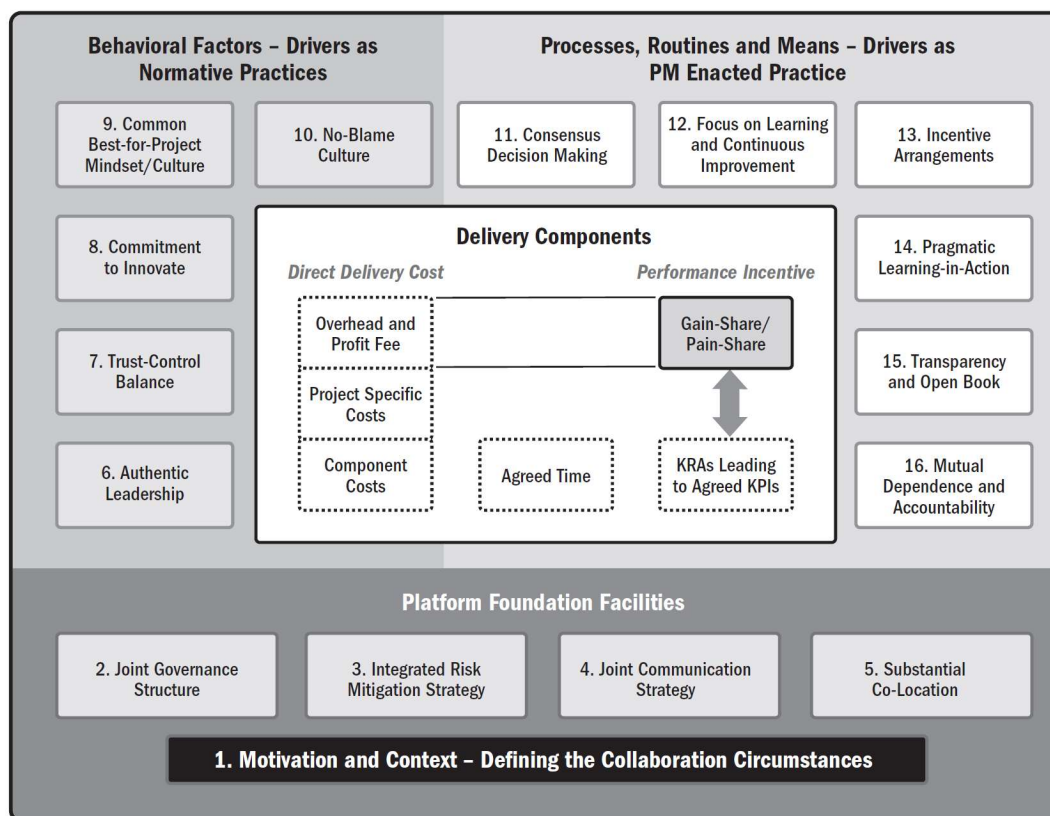 Behavioral Factors – Drivers as
Normative Practices
Processes, Routines and Means – Drivers as
PM Enacted Practice
9. Common
Best-for-Project
Mindset/Culture
10. No-Blame
Culture
11. Consensus
Decision Making
12. Focus on Learning
and Continuous
Improvement
13. Incentive
Arrangements
8. Commitment
to Innovate
7. Trust-Control
Balance
6. Authentic
Leadership
Delivery Components
Direct Delivery Cost
Performance Incentive
Overhead and
Profit Fee
Gain-Share/
Pain-Share
Project Specific
Costs
Component
Costs
Agreed Time
KRAs Leading
to Agreed KPIs
14. Pragmatic
Learning-in-Action
15. Transparency
and Open Book
16. Mutual
Dependence and
Accountability
Platform Foundation Facilities
2. Joint Governance
Structure
3. Integrated Risk
Mitigation Strategy
4. Joint Communication
Strategy
5. Substantial
Co-Location
1. Motivation and Context – Defining the Collaboration Circumstances